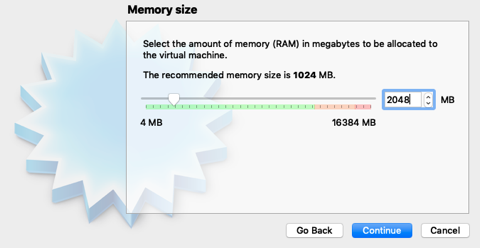 Memory size
Select the amount of memory (RAM) in megabytes to be allocated to
the virtual machine.
The recommended memory size is 1024 MB.
2048 MB
4 MB 16384 MB
Go Back Continue Cancel